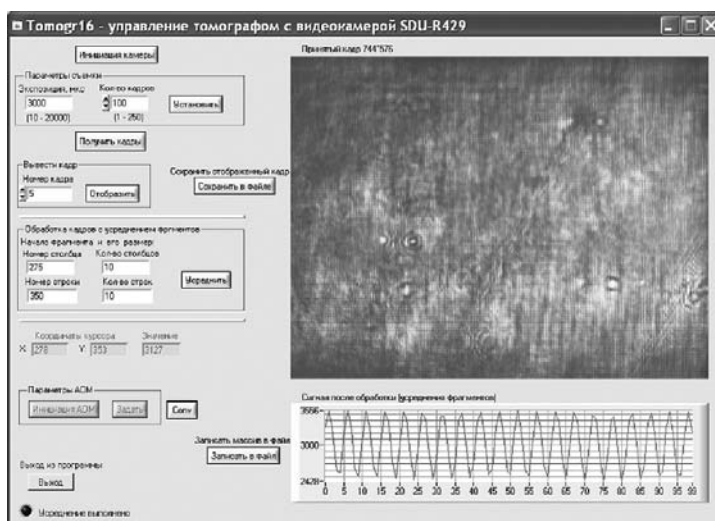 Tomogr16 - управление томографом с видеокамерой SDU-R429
Инициация камеры
Принятый кадр 744*576
Параметры съемки
Экспозиция, мкс
Кол-во кадров
3000
100
Установить
(10 - 20000)
(1 - 250)
Получить кадры
Вывести кадр
Номер кадра
5
Отобразить
Сохранить отображенный кадр
Сохранить в файле
Обработка кадров с усреднением фрагментов
Начало фрагмента и его размер:
Номер столбца
Кол-во столбцов
275
10
Усреднить
Номер строки
Кол-во строк
350
10
Координаты курсора
Значение
X: 278
Y: 353
3127
Параметры АОМ
Инициация АОМ
Задать
Сигнал после обработки (усреднения фрагментов)
3556
3000
2428
0 5 10 15 20 25 30 35 40 45 50 55 60 65 70 75 80 85 90 95 99
Записать массив в файл
Записать в файл
Выход из программы
Выход
Усреднение выполнено